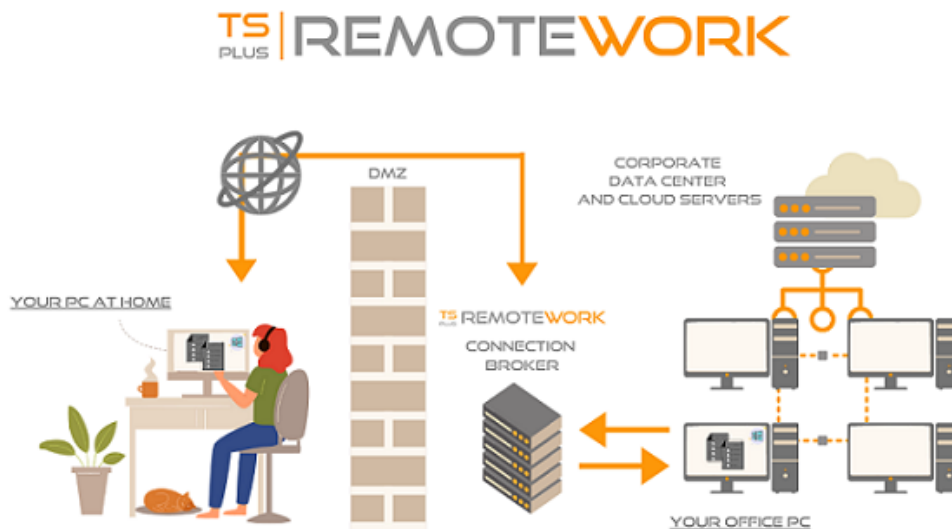 TS PLUS | REMOTEWORK
DMZ
CORPORATE
DATA CENTER
AND CLOUD SERVERS
YOUR PC AT HOME
TS PLUS REMOTEWORK
CONNECTION
BROKER
YOUR OFFICE PC